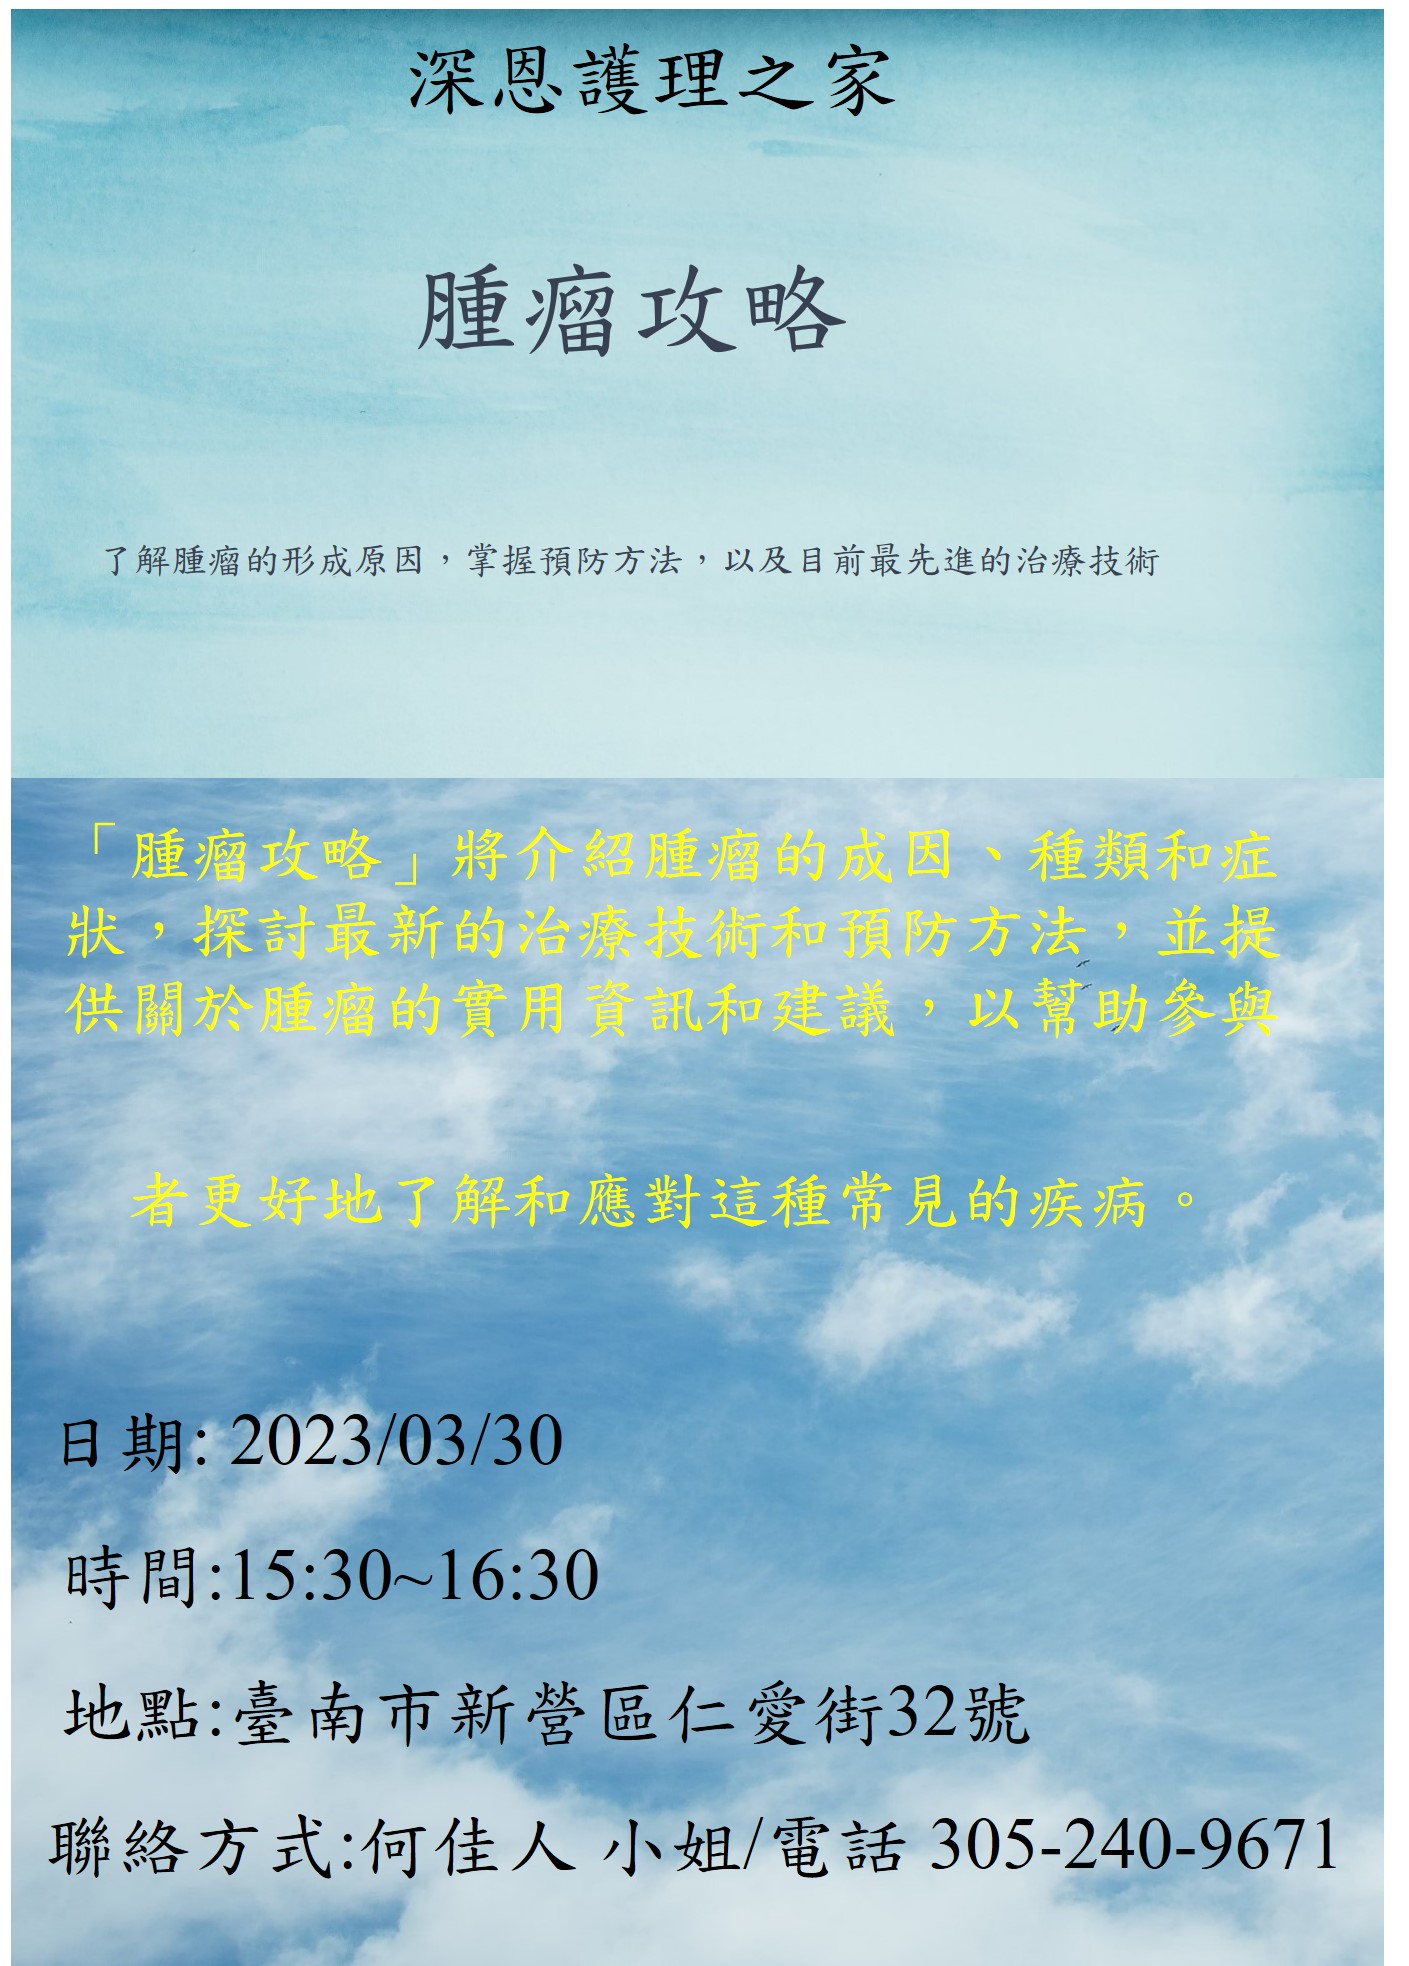 深恩護理之家
腫瘤攻略
了解腫瘤的形成原因，掌握預防方法，以及目前最先進的治療技術
「腫瘤攻略」將介紹腫瘤的成因、種類和症
狀，探討最新的治療技術和預防方法，並提
供關於腫瘤的實用資訊和建議，以幫助參與
者更好地了解和應對這種常見的疾病。
日期: 2023/03/30
時間:15:30~16:30
地點:臺南市新營區仁愛街32號
聯絡方式:何佳人 小姐/電話 305-240-9671